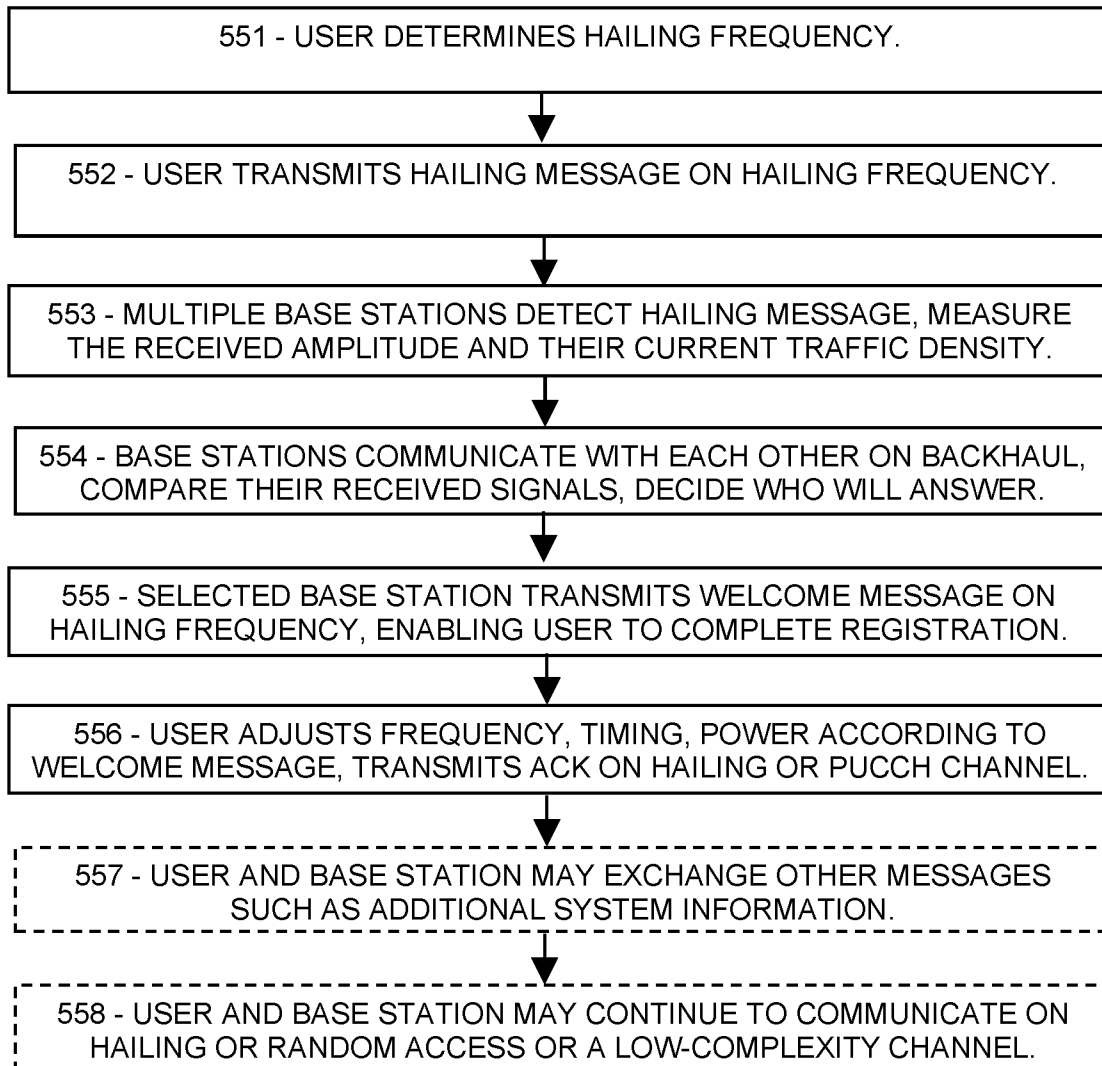 551 - USER DETERMINES HAILING FREQUENCY.
552 - USER TRANSMITS HAILING MESSAGE ON HAILING FREQUENCY.
553 - MULTIPLE BASE STATIONS DETECT HAILING MESSAGE, MEASURE
THE RECEIVED AMPLITUDE AND THEIR CURRENT TRAFFIC DENSITY.
554 - BASE STATIONS COMMUNICATE WITH EACH OTHER ON BACKHAUL,
COMPARE THEIR RECEIVED SIGNALS, DECIDE WHO WILL ANSWER.
555 - SELECTED BASE STATION TRANSMITS WELCOME MESSAGE ON
HAILING FREQUENCY, ENABLING USER TO COMPLETE REGISTRATION.
556 - USER ADJUSTS FREQUENCY, TIMING, POWER ACCORDING TO
WELCOME MESSAGE, TRANSMITS ACK ON HAILING OR PUCCH CHANNEL.
557 - USER AND BASE STATION MAY EXCHANGE OTHER MESSAGES
SUCH AS ADDITIONAL SYSTEM INFORMATION.
558 - USER AND BASE STATION MAY CONTINUE TO COMMUNICATE ON
HAILING OR RANDOM ACCESS OR A LOW-COMPLEXITY CHANNEL.